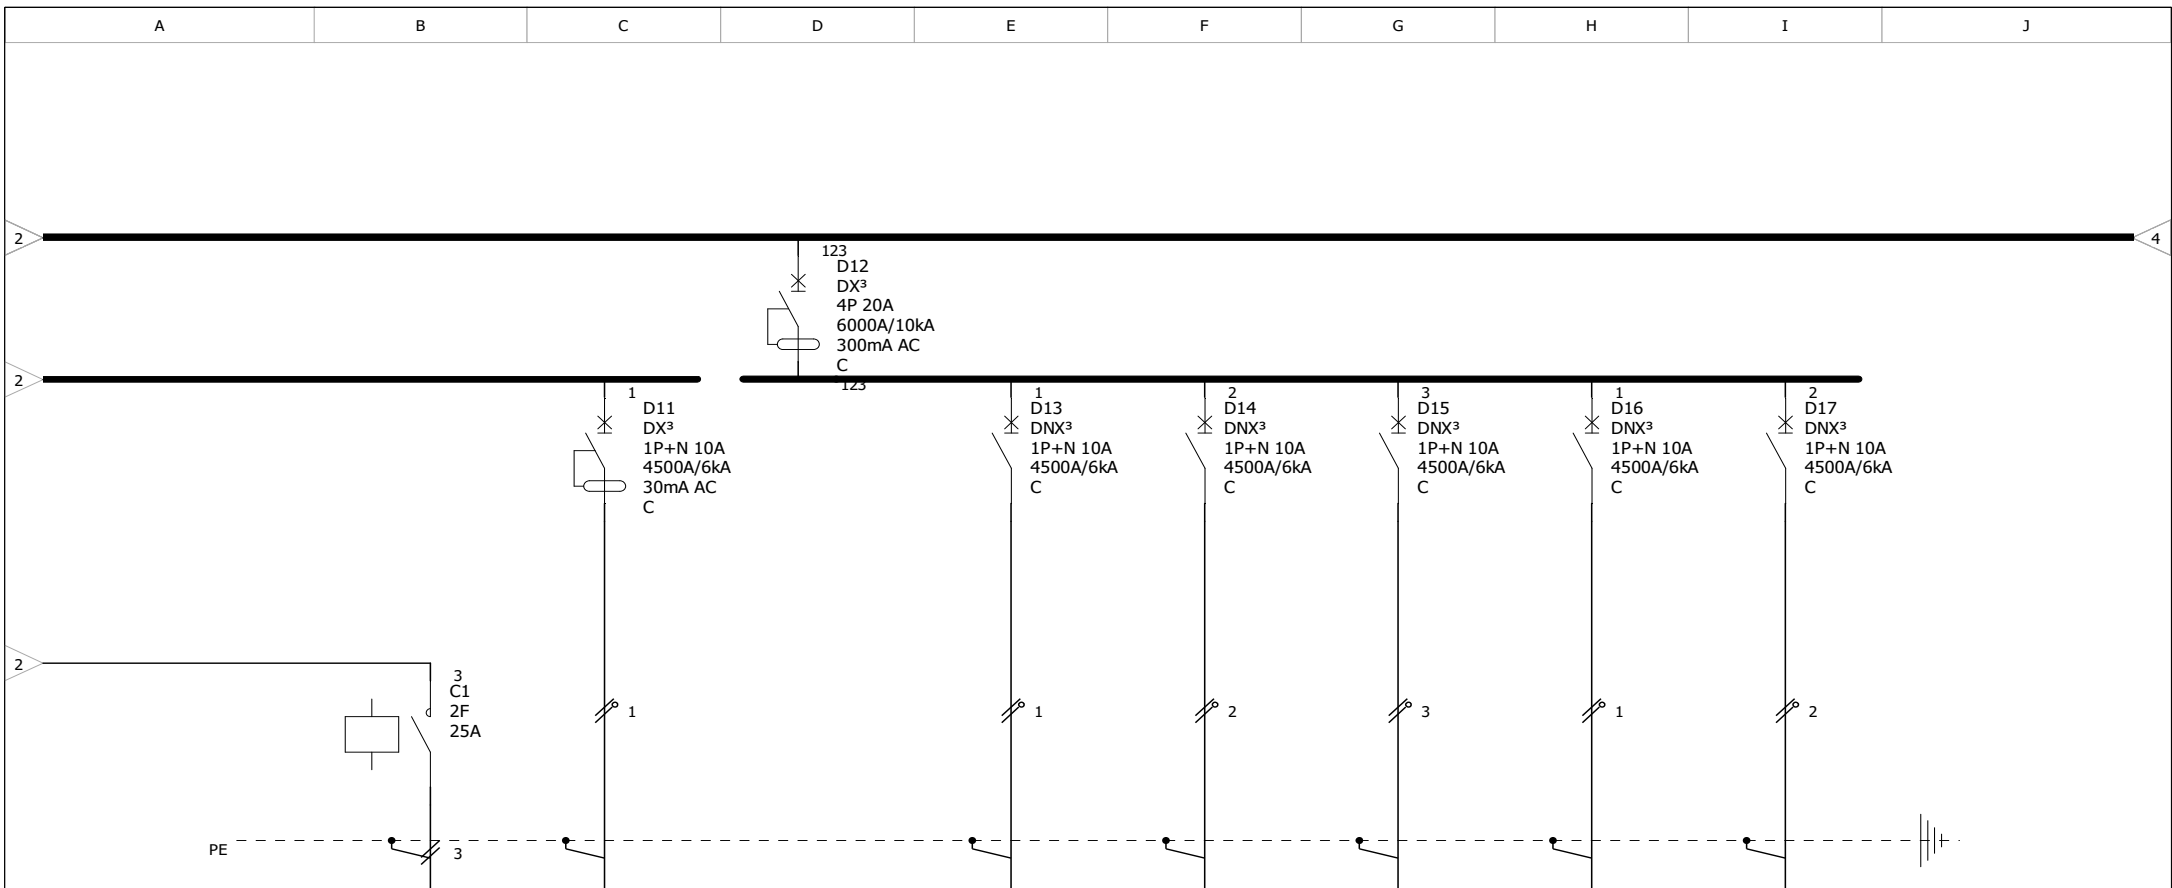 A B C D E F G H I J
2
4
123
D12
DX³
4P 20A
6000A/10kA
300mA AC
C
2
123
1
D11
DX³
1P+N 10A
4500A/6kA
30mA AC
C
1
D13
DNX³
1P+N 10A
4500A/6kA
C
2
D14
DNX³
1P+N 10A
4500A/6kA
C
3
D15
DNX³
1P+N 10A
4500A/6kA
C
1
D16
DNX³
1P+N 10A
4500A/6kA
C
2
D17
DNX³
1P+N 10A
4500A/6kA
C
2
3
C1
2F
25A
1
1
2
3
1
2
PE
3